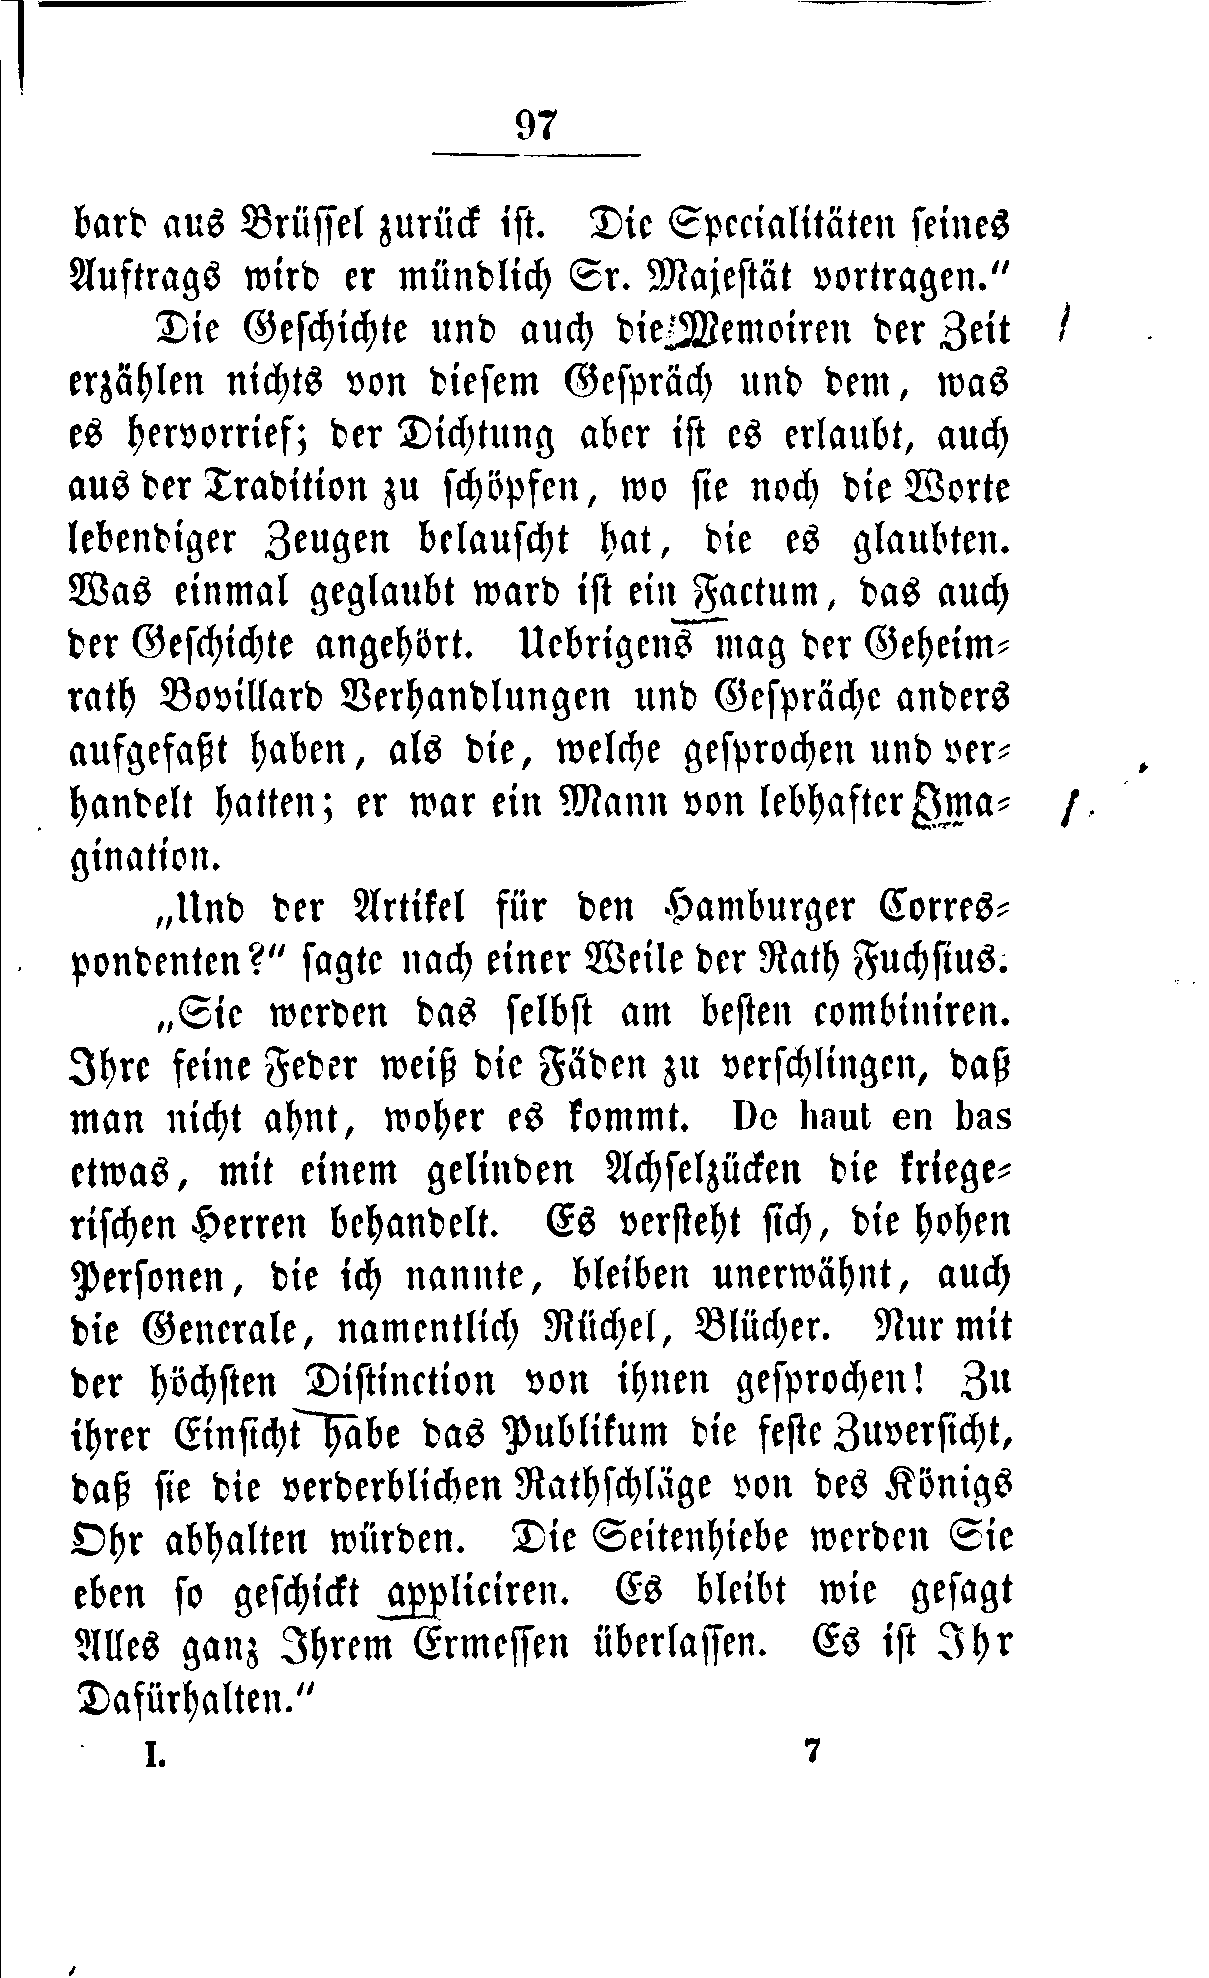 97
bard aus Brüssel zurück ist. Die Specialitäten seines
Auftrags wird er mündlich Sr. Majestät vortragen.“
Die Geschichte und auch die Memoiren der Zeit
erzählen nichts von diesem Gespräch und dem, was
es hervorrief; der Dichtung aber ist es erlaubt, auch
aus der Tradition zu schöpfen, wo sie noch die Worte
lebendiger Zeugen belauscht hat, die es glaubten.
Was einmal geglaubt ward ist ein Factum, das auch
der Geschichte angehört. Uebrigens mag der Geheim-
rath Bovillard Verhandlungen und Gespräche anders
aufgefaßt haben, als die, welche gesprochen und ver-
handelt hatten; er war ein Mann von lebhafter Ima-
gination.
„Und der Artikel für den Hamburger Corres-
pondenten?“ sagte nach einer Weile der Rath Fuchsius.
„Sie werden das selbst am besten combiniren.
Ihre feine Feder weiß die Fäden zu verschlingen, daß
man nicht ahnt, woher es kommt. De haut en bas
etwas, mit einem gelinden Achselzücken die kriege-
rischen Herren behandelt. Es versteht sich, die hohen
Personen, die ich nannte, bleiben unerwähnt, auch
die Generale, namentlich Rüchel, Blücher. Nur mit
der höchsten Distinction von ihnen gesprochen! Zu
ihrer Einsicht habe das Publikum die feste Zuversicht,
daß sie die verderblichen Rathschläge von des Königs
Ohr abhalten würden. Die Seitenhiebe werden Sie
eben so geschickt appliciren. Es bleibt wie gesagt
Alles ganz Ihrem Ermessen überlassen. Es ist Ihr
Dafürhalten.“
I. 7